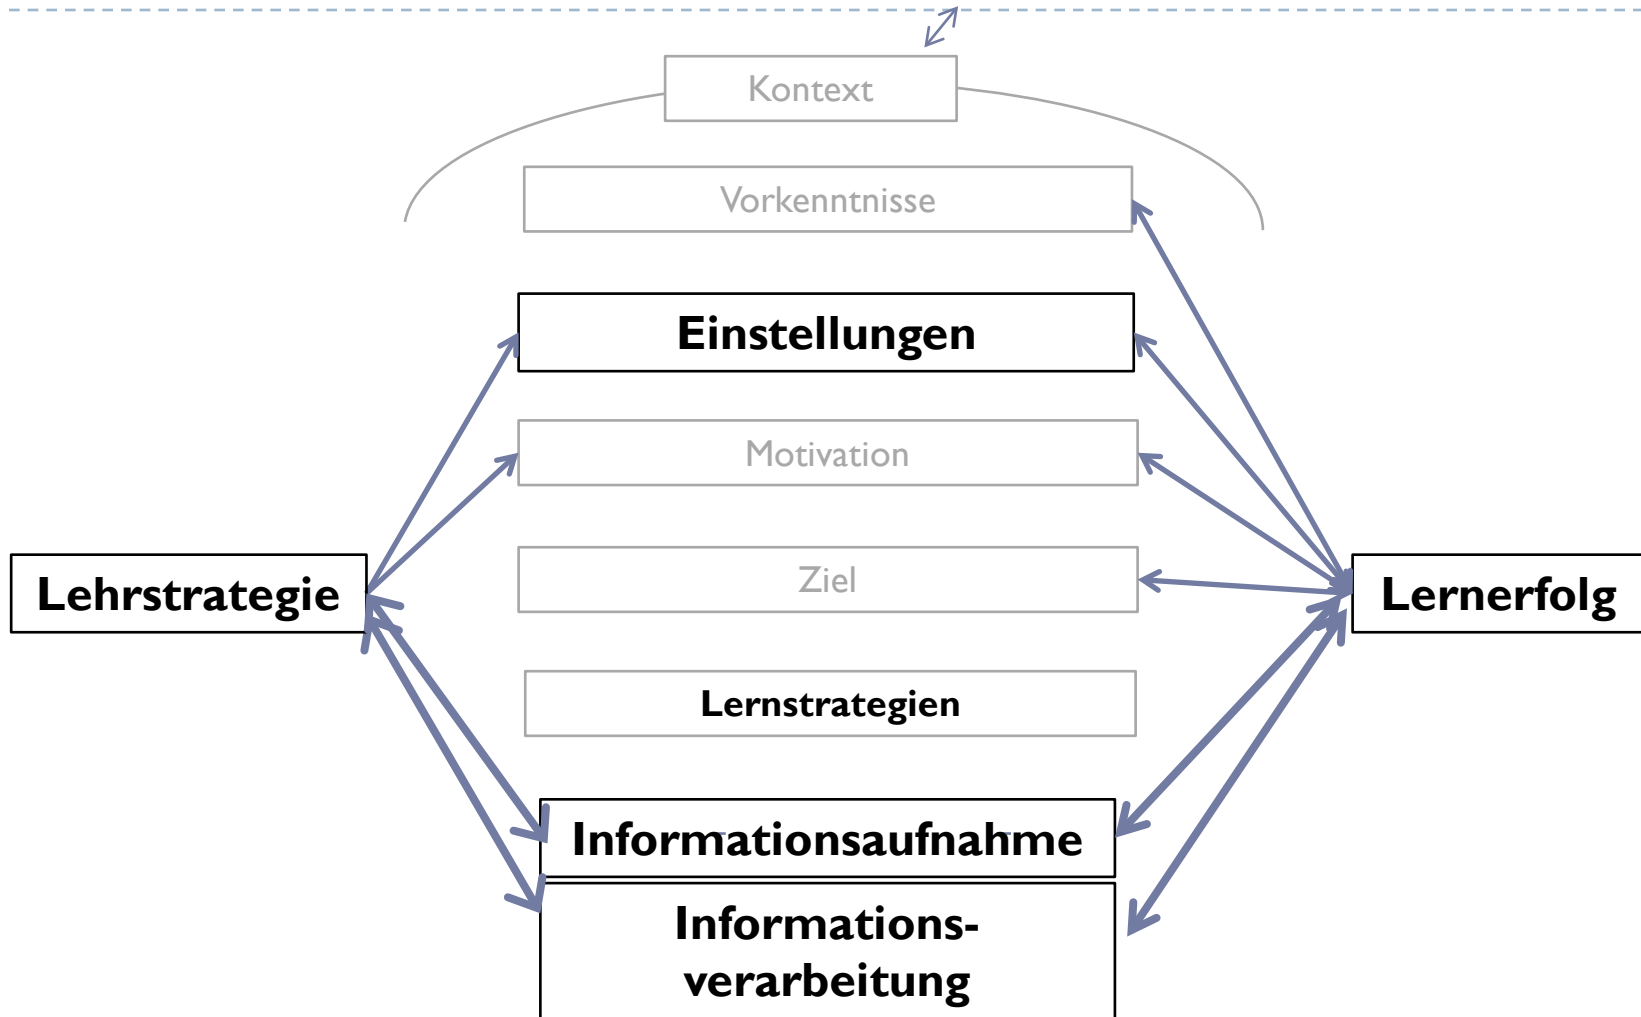 Kontext
Vorkenntnisse
Einstellungen
Motivation
Lehrstrategie
Ziel
Lernerfolg
Lernstrategien
Informationsaufnahme
Informations-
verarbeitung